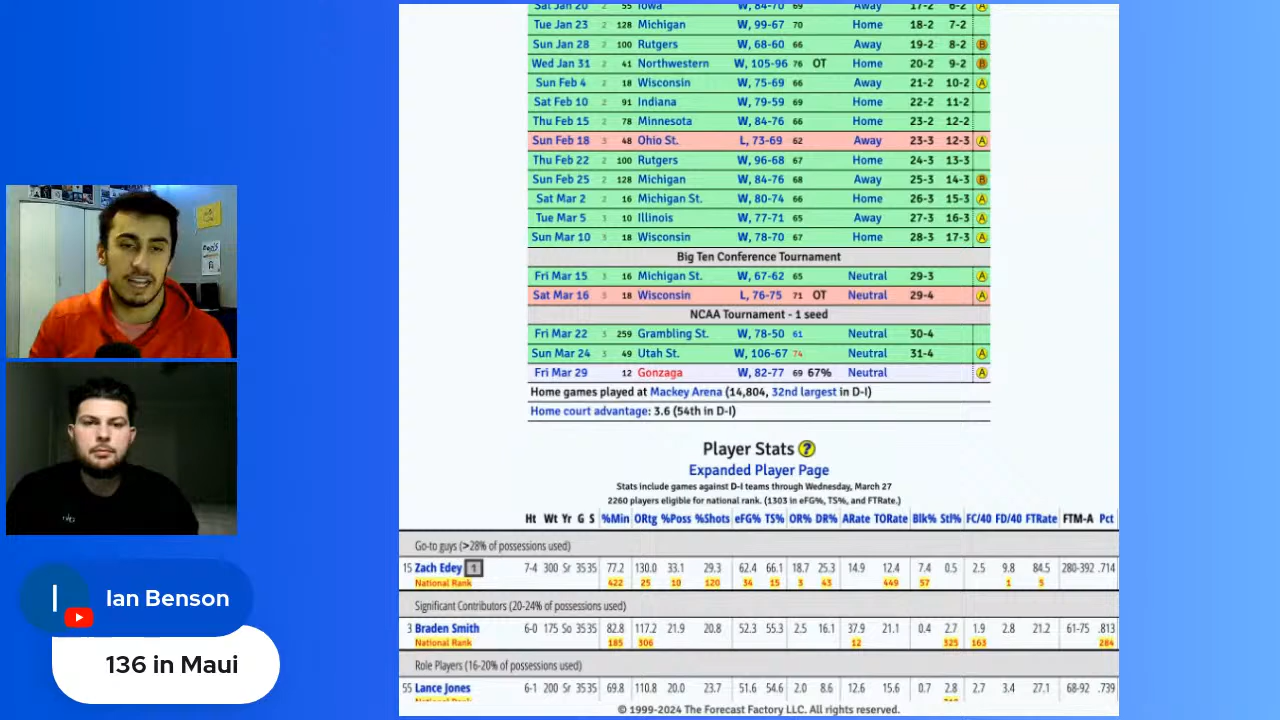 Sat Jan 20 2 55 Iowa W, 84-70 69 Away 17-2 6-2 A
Tue Jan 23 2 128 Michigan W, 99-67 70 Home 18-2 7-2
Sun Jan 28 2 100 Rutgers W, 68-60 66 Away 19-2 8-2 B
Wed Jan 31 2 41 Northwestern W, 105-96 76 OT Home 20-2 9-2 B
Sun Feb 4 2 18 Wisconsin W, 75-69 66 Away 21-2 10-2 A
Sat Feb 10 2 91 Indiana W, 79-59 69 Home 22-2 11-2
Thu Feb 15 2 78 Minnesota W, 84-76 66 Home 23-2 12-2
Sun Feb 18 3 48 Ohio St. L, 73-69 62 Away 23-3 12-3 A
Thu Feb 22 2 100 Rutgers W, 96-68 67 Home 24-3 13-3
Sun Feb 25 2 128 Michigan W, 84-76 68 Away 25-3 14-3 B
Sat Mar 2 2 16 Michigan St. W, 80-74 66 Home 26-3 15-3 A
Tue Mar 5 3 10 Illinois W, 77-71 65 Away 27-3 16-3 A
Sun Mar 10 3 18 Wisconsin W, 78-70 67 Home 28-3 17-3 A
Big Ten Conference Tournament
Fri Mar 15 3 16 Michigan St. W, 67-62 65 Neutral 29-3 A
Sat Mar 16 3 18 Wisconsin L, 76-75 71 OT Neutral 29-4 A
NCAA Tournament - 1 seed
Fri Mar 22 3 259 Grambling St. W, 78-50 61 Neutral 30-4
Sun Mar 24 3 49 Utah St. W, 106-67 74 Neutral 31-4 A
Fri Mar 29 12 Gonzaga W, 82-77 69 67% Neutral A
Home games played at Mackey Arena (14,804, 32nd largest in D-I)
Home court advantage: 3.6 (54th in D-I)
Player Stats ?
Expanded Player Page
Stats include games against D-I teams through Wednesday, March 27
2260 players eligible for national rank. (1303 in eFG%, TS%, and FTRate.)
Ht Wt Yr G S %Min ORtg %Poss %Shots eFG% TS% OR% DR% ARate TORate Blk% Stl% FC/40 FD/40 FTRate FTM-A Pct
Go-to guys (>28% of possessions used)
15 Zach Edey 1 7-4 300 Sr 35 35 77.2 130.0 33.1 29.3 62.4 66.1 18.7 25.3 14.9 12.4 7.4 0.5 2.5 9.8 84.5 280-392 .714
National Rank 422 25 10 120 34 15 3 43 449 57 1 5
Significant Contributors (20-24% of possessions used)
3 Braden Smith 6-0 175 So 35 35 82.8 117.2 21.9 20.8 52.3 55.3 2.5 16.1 37.9 21.1 0.4 2.7 1.9 2.8 21.2 61-75 .813
National Rank 185 306 12 325 163 284
Role Players (16-20% of possessions used)
55 Lance Jones 6-1 200 Sr 35 35 69.8 110.8 20.0 23.7 51.6 54.6 2.0 8.6 12.6 15.6 0.7 2.8 2.7 3.4 27.1 68-92 .739
© 1999-2024 The Forecast Factory LLC. All rights reserved.
I
Ian Benson
136 in Maui